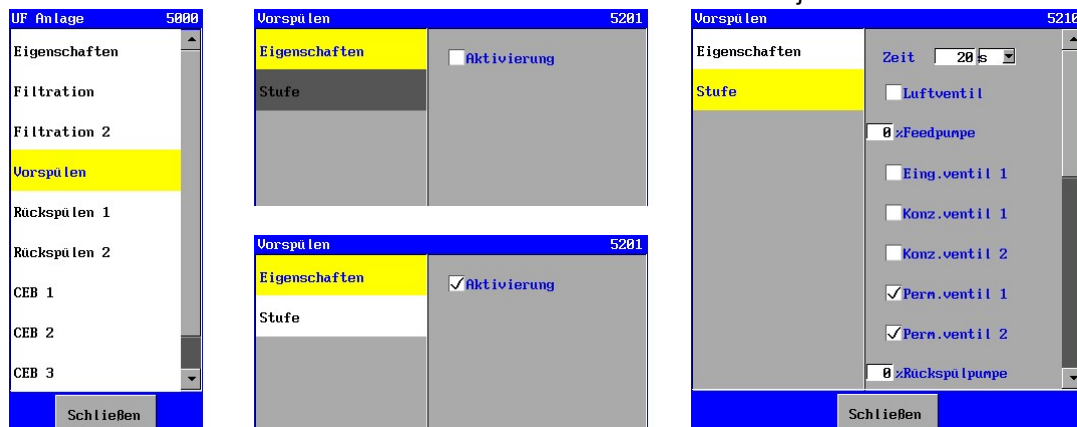 UF Anlage 5000
Eigenschaften
Filtration
Filtration 2
Vorspülen
Rückspülen 1
Rückspülen 2
CEB 1
CEB 2
CEB 3
Schließen
Vorspülen 5201
Eigenschaften
Aktivierung
Stufe
Vorspülen 5201
Eigenschaften
Aktivierung
Stufe
Vorspülen 5210
Eigenschaften
Stufe
Zeit 20 s
Luftventil
0 %Feedpumpe
Eing.ventil 1
Konz.ventil 1
Konz.ventil 2
Perm.ventil 1
Perm.ventil 2
0 %Rückspülpumpe
Schließen